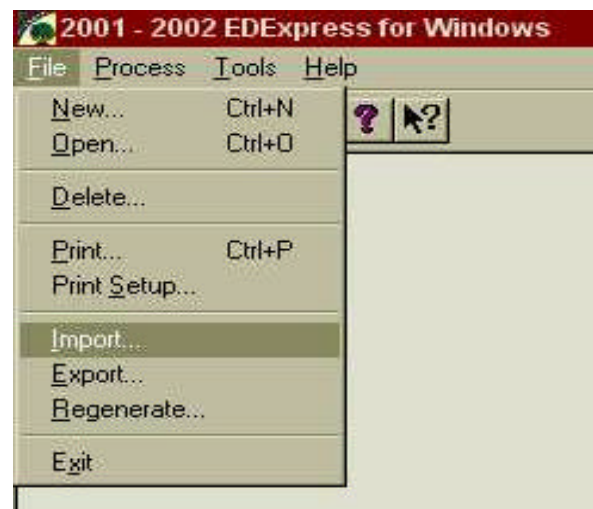 2001 - 2002 EDExpress for Windows
File Process Tools Help
New... Ctrl+N
Open... Ctrl+O
Delete...
Print... Ctrl+P
Print Setup...
Import...
Export...
Regenerate...
Exit